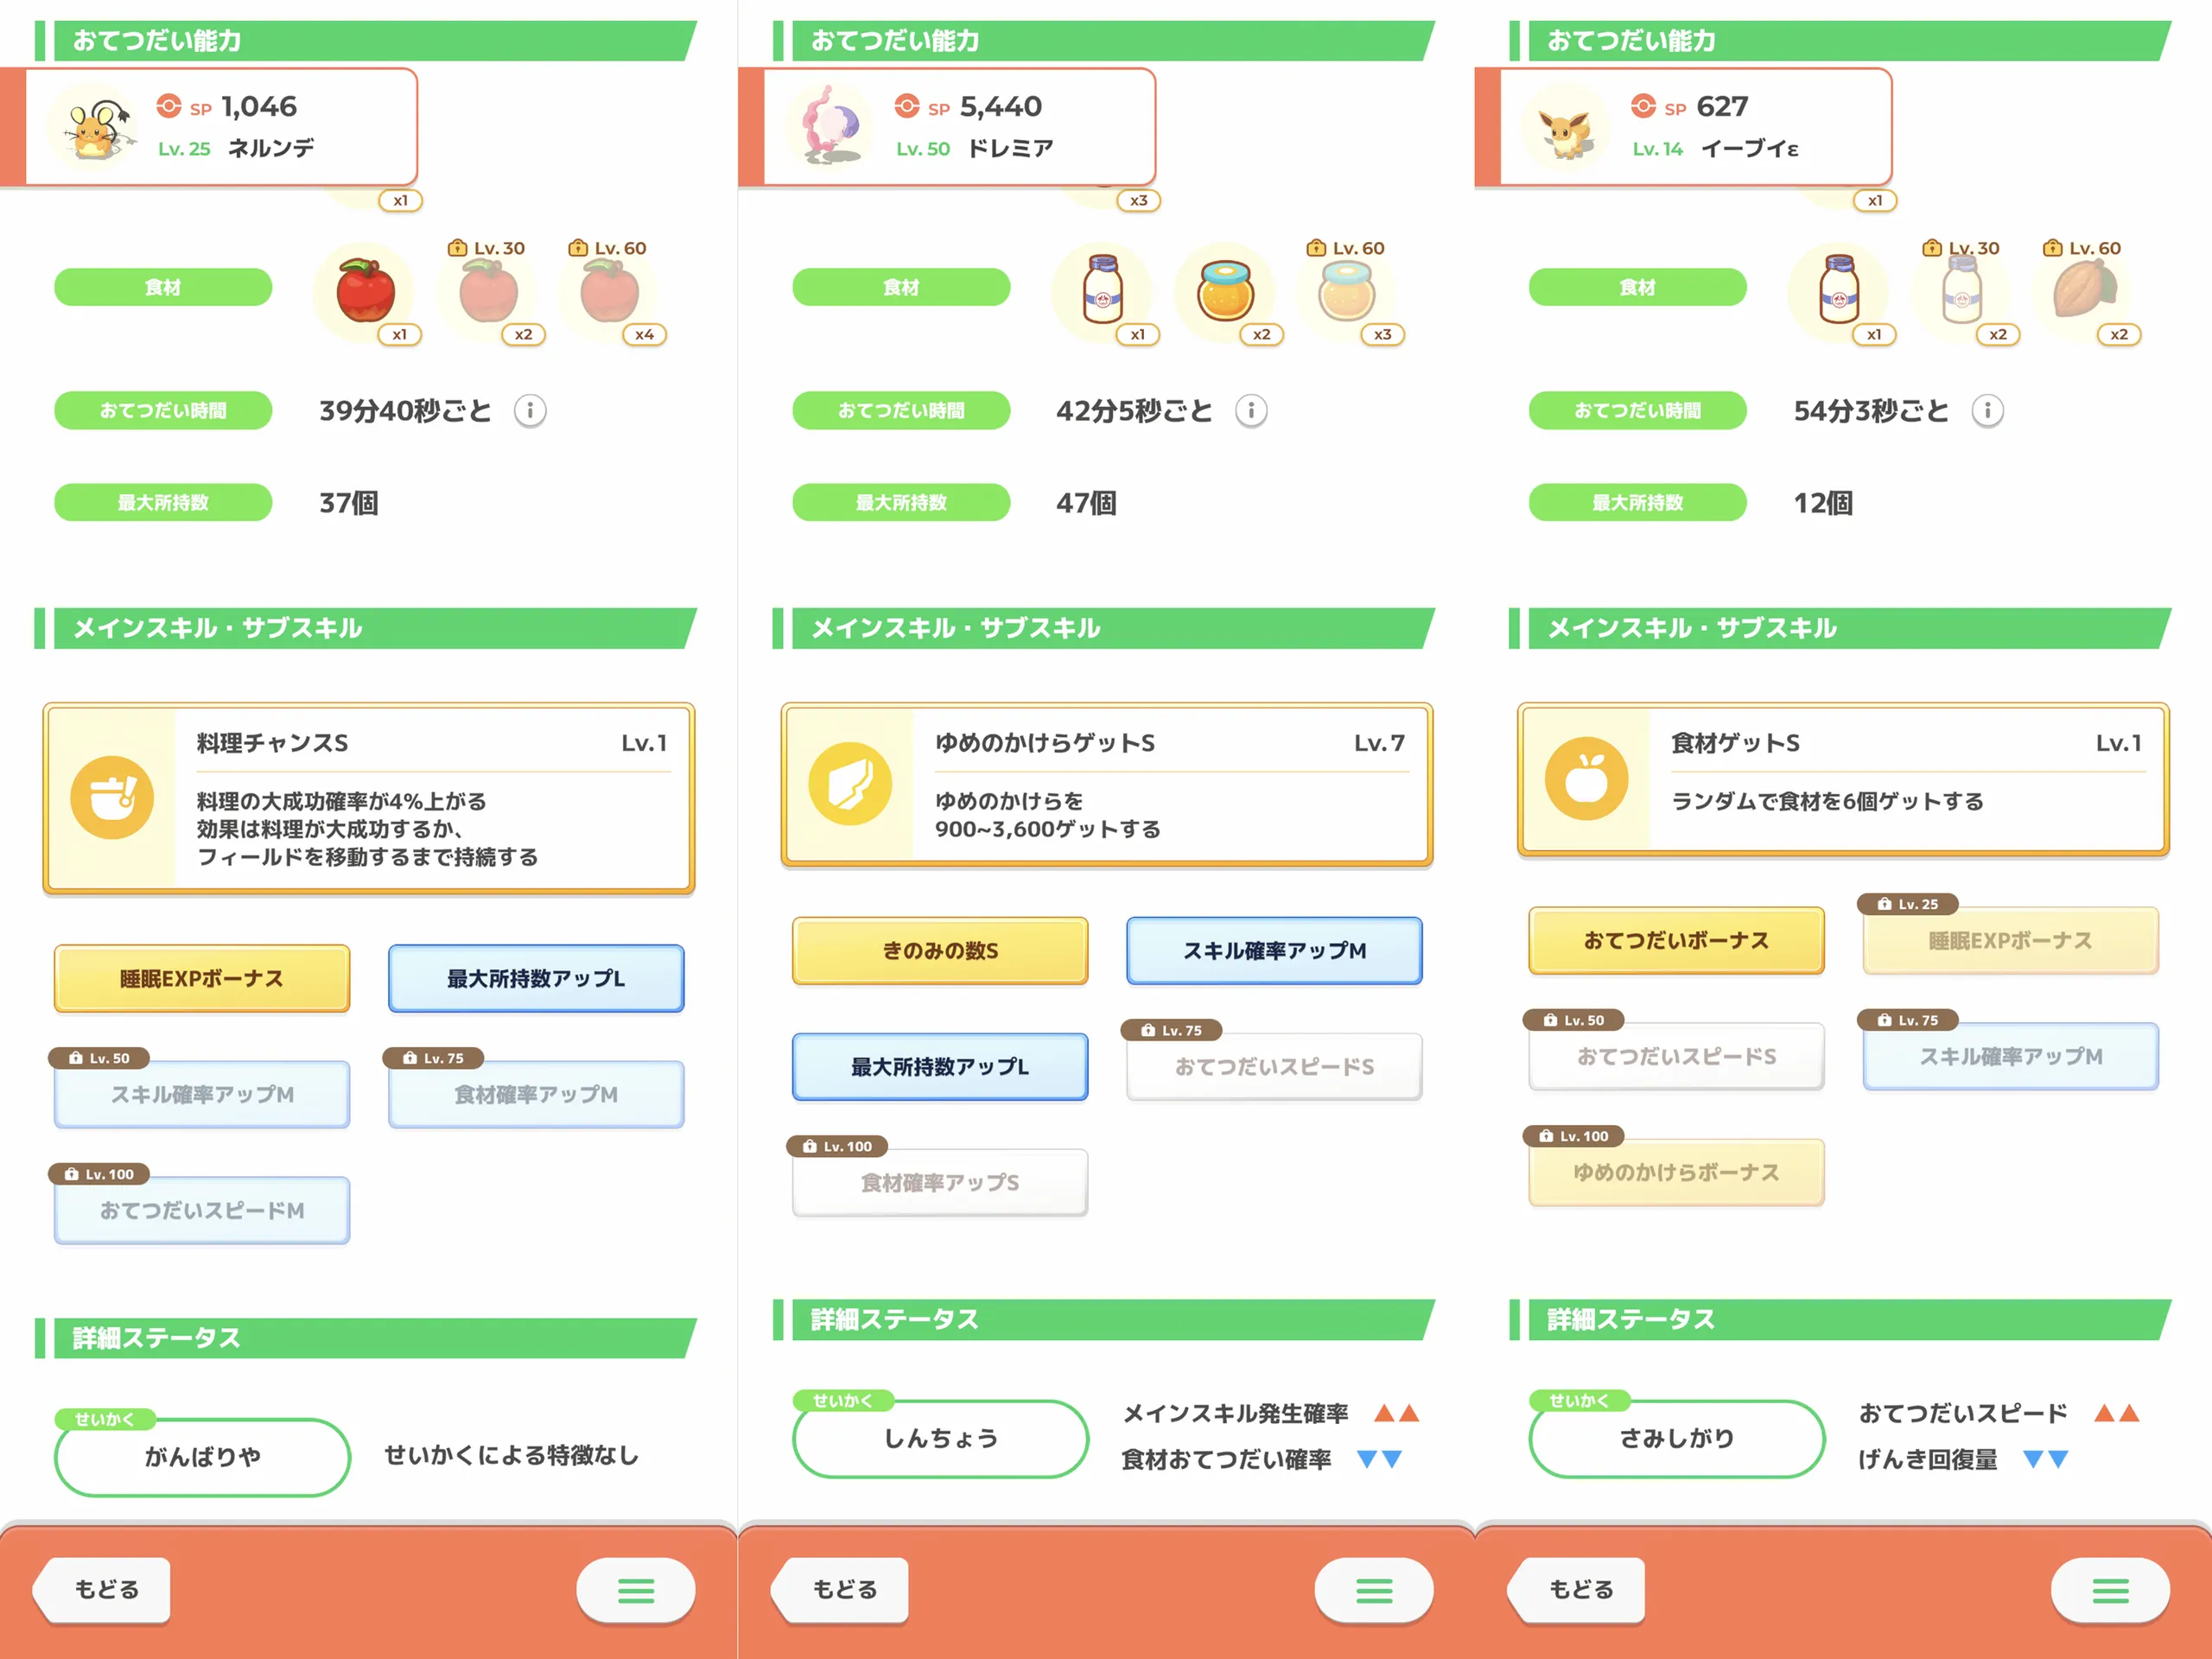 おてつだい能力
SP 1,046
Lv. 25 ネルンデ
x1
食材
Lv. 30
Lv. 60
x1
x2
x4
おてつだい時間
39分40秒ごと
最大所持数
37個
メインスキル・サブスキル
料理チャンスS
Lv.1
料理の大成功確率が4%上がる
効果は料理が大成功するか、
フィールドを移動するまで持続する
睡眠EXPボーナス
最大所持数アップL
Lv. 50
スキル確率アップM
Lv. 75
食材確率アップM
Lv. 100
おてつだいスピードM
詳細ステータス
せいかく
がんばりや
せいかくによる特徴なし
もどる
おてつだい能力
SP 5,440
Lv. 50 ドレミア
x3
食材
Lv. 60
x1
x2
x3
おてつだい時間
42分5秒ごと
最大所持数
47個
メインスキル・サブスキル
ゆめのかけらゲットS
Lv.7
ゆめのかけらを
900~3,600ゲットする
きのみの数S
スキル確率アップM
最大所持数アップL
Lv. 75
おてつだいスピードS
Lv. 100
食材確率アップS
詳細ステータス
せいかく
しんちょう
メインスキル発生確率
食材おてつだい確率
もどる
おてつだい能力
SP 627
Lv. 14 イーブイε
x1
食材
Lv. 30
Lv. 60
x1
x2
x2
おてつだい時間
54分3秒ごと
最大所持数
12個
メインスキル・サブスキル
食材ゲットS
Lv.1
ランダムで食材を6個ゲットする
おてつだいボーナス
Lv. 25
睡眠EXPボーナス
Lv. 50
おてつだいスピードS
Lv. 75
スキル確率アップM
Lv. 100
ゆめのかけらボーナス
詳細ステータス
せいかく
さみしがり
おてつだいスピード
げんき回復量
もどる